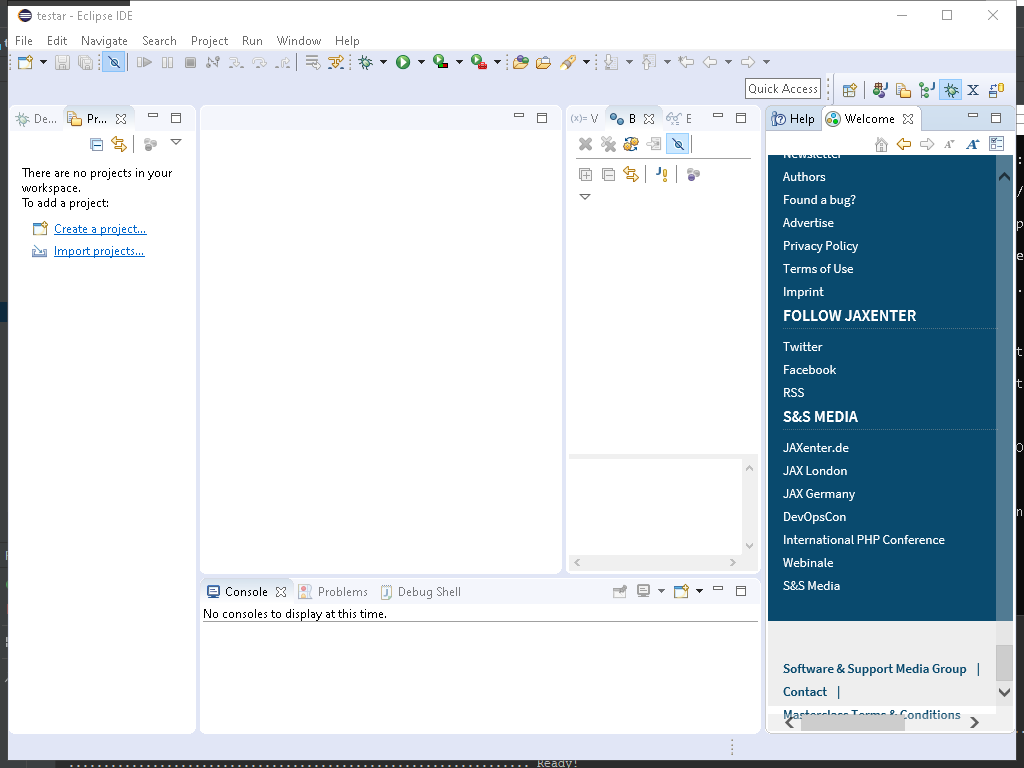 testar - Eclipse IDE
File Edit Navigate Search Project Run Window Help
Quick Access
De... Pr...
There are no projects in your
workspace.
To add a project:
Create a project...
Import projects...
(x)= V B E
Console Problems Debug Shell
No consoles to display at this time.
Help Welcome
Newsletter
Authors
Found a bug?
Advertise
Privacy Policy
Terms of Use
Imprint
FOLLOW JAXENTER
Twitter
Facebook
RSS
S&S MEDIA
JAXenter.de
JAX London
JAX Germany
DevOpsCon
International PHP Conference
Webinale
S&S Media
Software & Support Media Group |
Contact |
Masterclass Terms & Conditions
Ready!